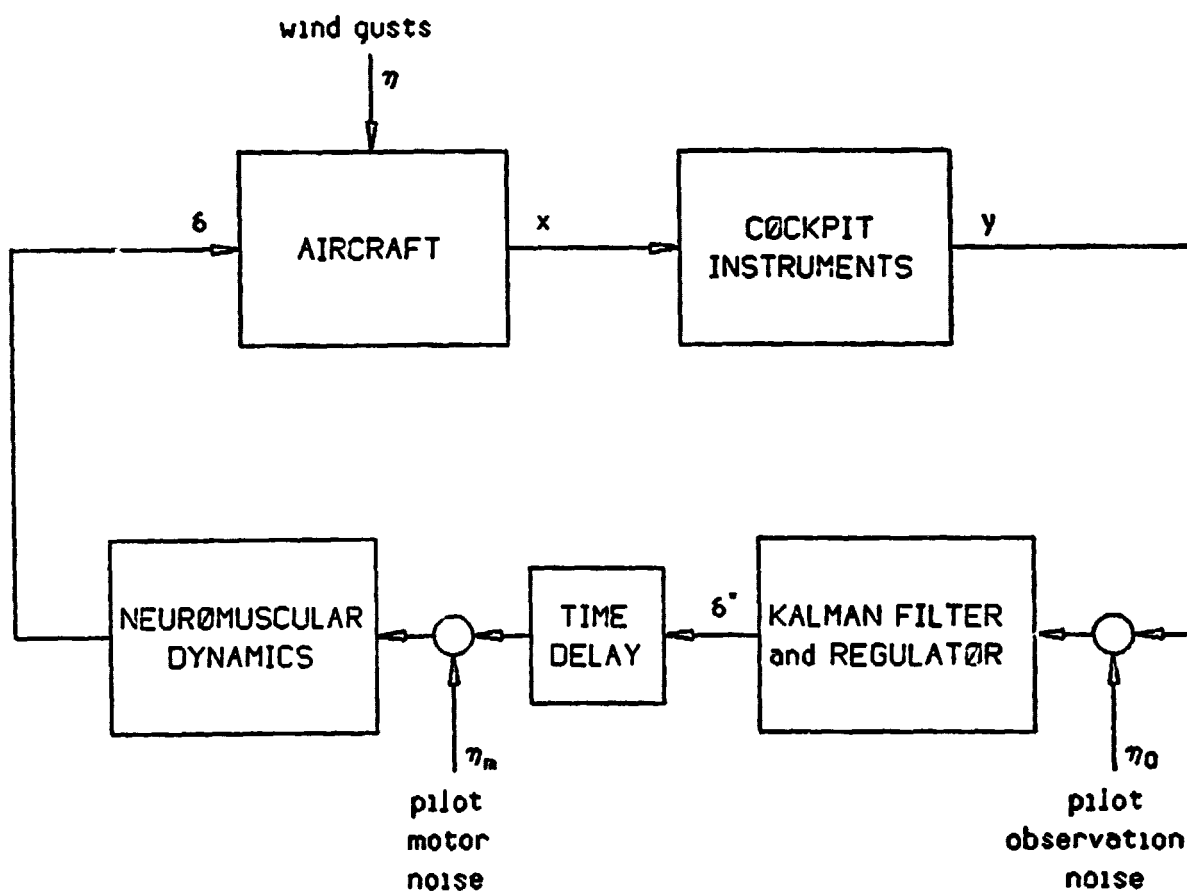 wind gusts
η
δ
AIRCRAFT
x
CØCKPIT
INSTRUMENTS
y
NEURØMUSCULAR
DYNAMICS
TIME
DELAY
δ*
KALMAN FILTER
and REGULATØR
ηm
pilot
motor
noise
ηo
pilot
observation
noise